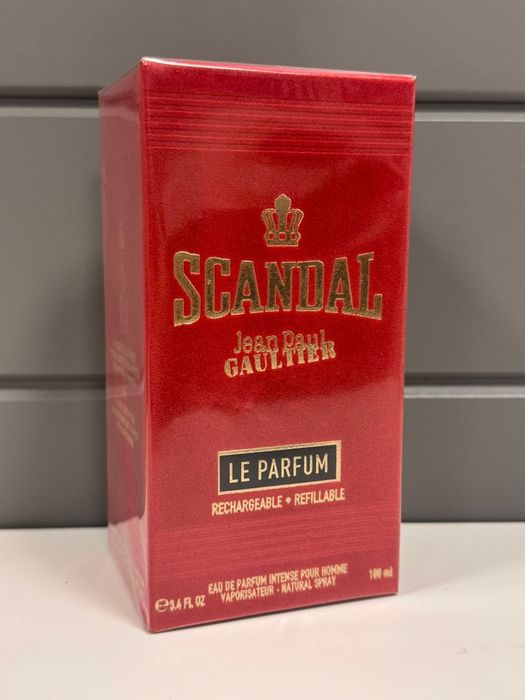 SCANDAL
Jean Paul
GAULTIER
LE PARFUM
RECHARGEABLE • REFILLABLE
EAU DE PARFUM INTENSE POUR HOMME
VAPORISATEUR - NATURAL SPRAY
℮3.4 FL. OZ
100 ml